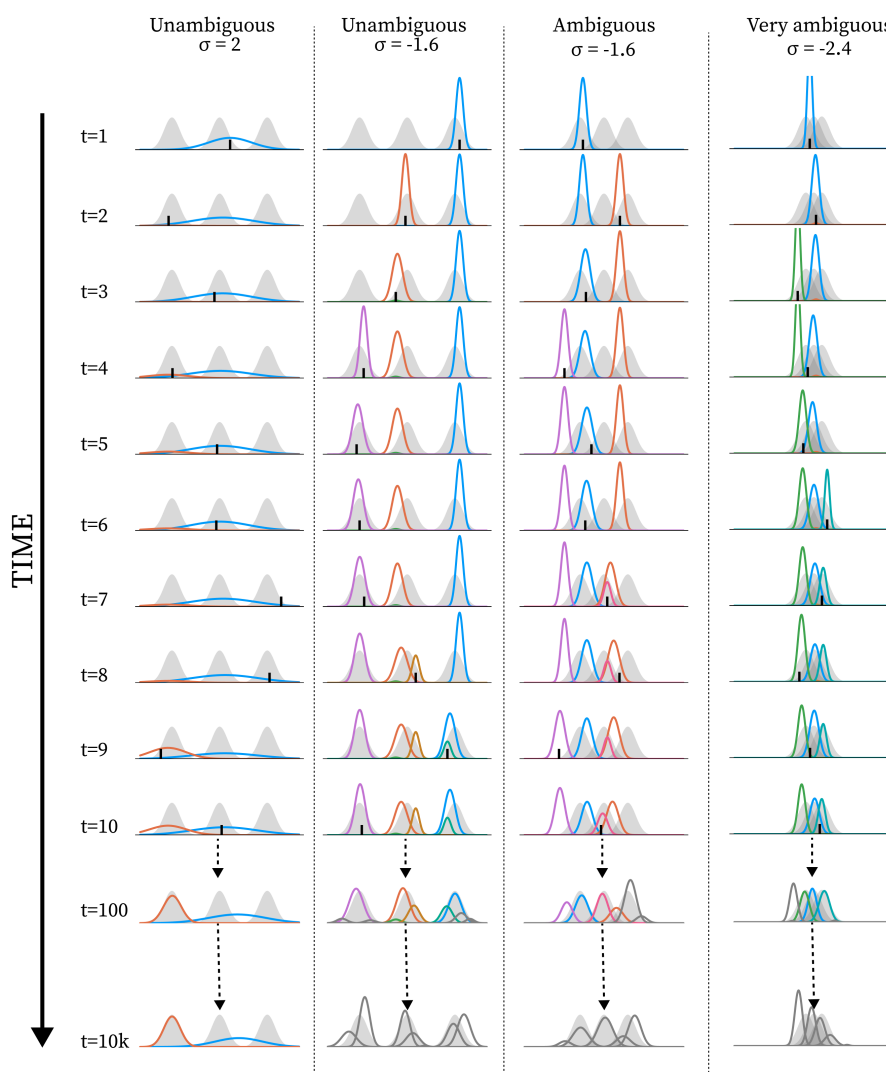 Unambiguous
σ = 2
Unambiguous
σ = -1.6
Ambiguous
σ = -1.6
Very ambiguous
σ = -2.4
TIME
t=1
t=2
t=3
t=4
t=5
t=6
t=7
t=8
t=9
t=10
t=100
t=10k